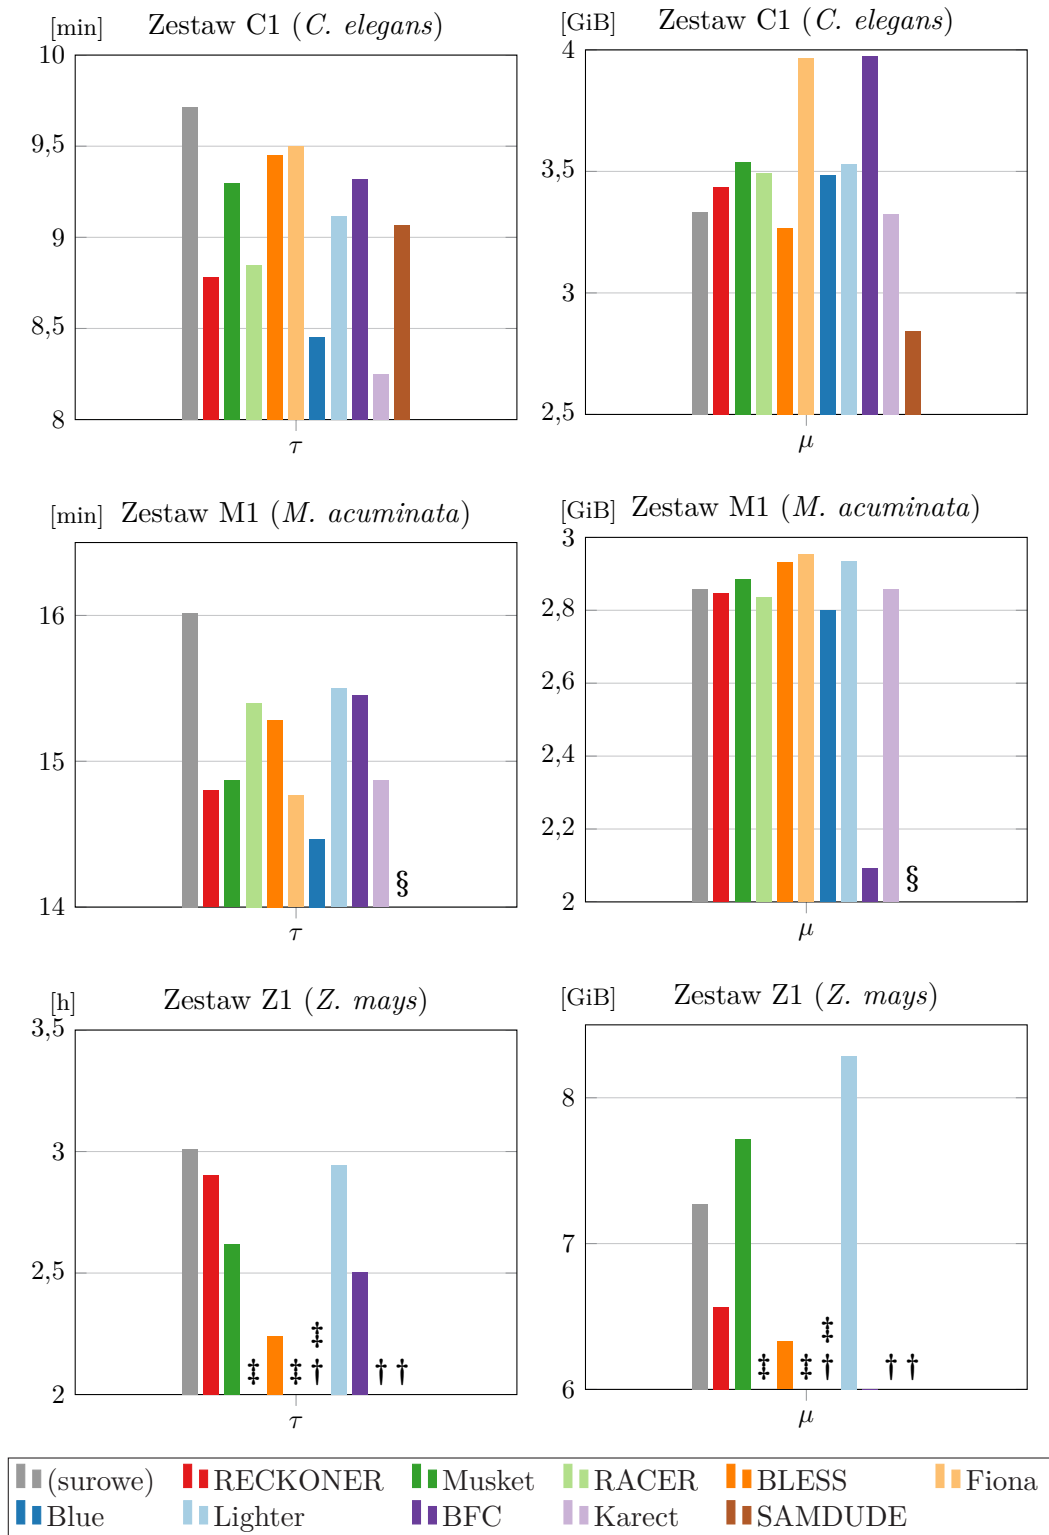 [min] Zestaw C1 (C. elegans)
10
9,5
9
8,5
8
τ
[GiB] Zestaw C1 (C. elegans)
4
3,5
3
2,5
μ
[min] Zestaw M1 (M. acuminata)
16
15
14
§
τ
[GiB] Zestaw M1 (M. acuminata)
3
2,8
2,6
2,4
2,2
2
§
μ
[h] Zestaw Z1 (Z. mays)
3,5
3
2,5
2
‡
‡ ‡ † † †
τ
[GiB] Zestaw Z1 (Z. mays)
8
7
6
‡
‡ ‡ † † †
μ
(surowe) RECKONER Musket RACER BLESS Fiona
Blue Lighter BFC Karect SAMDUDE